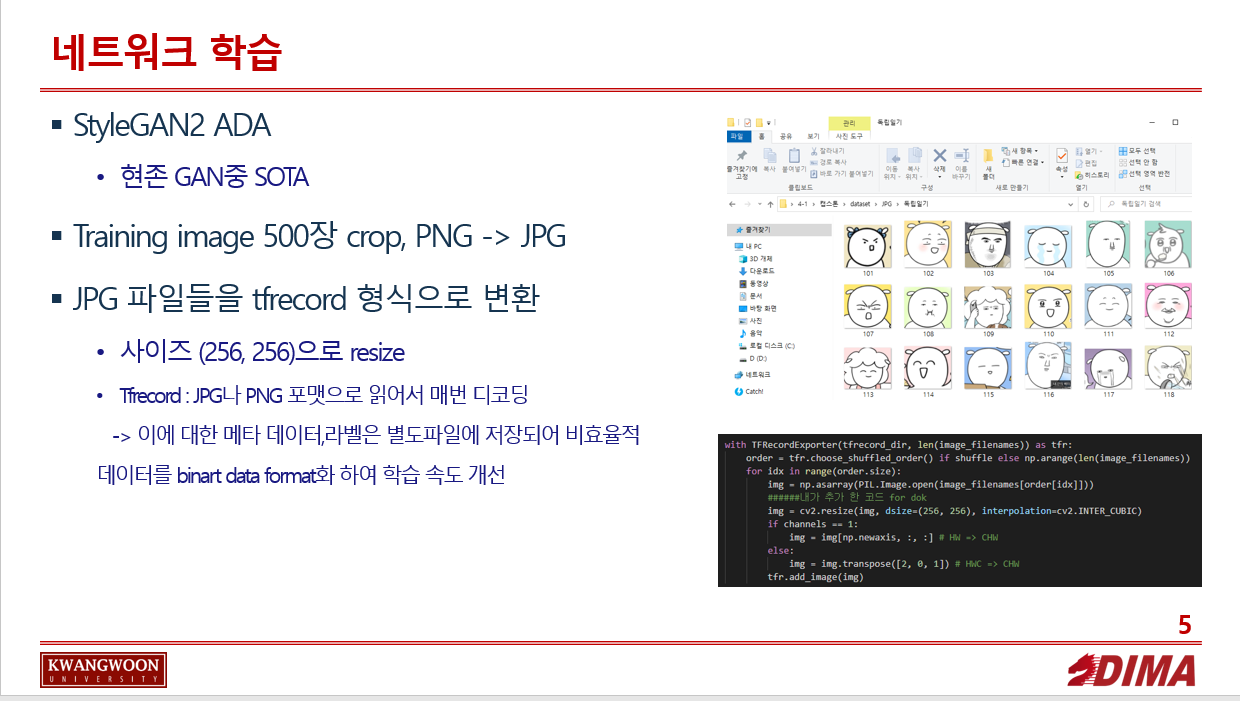 네트워크 학습
▪ StyleGAN2 ADA
• 현존 GAN중 SOTA
▪ Training image 500장 crop, PNG -> JPG
▪ JPG 파일들을 tfrecord 형식으로 변환
• 사이즈 (256, 256)으로 resize
• Tfrecord : JPG나 PNG 포맷으로 읽어서 매번 디코딩
-> 이에 대한 메타 데이터,라벨은 별도파일에 저장되어 비효율적
데이터를 binart data format화 하여 학습 속도 개선
관리 독립일기
파일 홈 공유 보기 사진 도구
즐겨찾기에 고정
복사
붙여넣기
잘라내기
경로 복사
바로 가기 붙여넣기
이동 위치
복사 위치
삭제
이름 바꾸기
새 폴더
새 항목
빠른 연결
속성
열기
편집
히스토리
모두 선택
선택 안 함
선택 영역 반전
클립보드 구성 새로 만들기 열기 선택
4-1 > 캡스톤 > dataset > JPG > 독립일기
독립일기 검색
즐겨찾기
내 PC
3D 개체
다운로드
동영상
문서
바탕 화면
사진
음악
로컬 디스크 (C:)
D (D:)
네트워크
Catch!
101 102 103 104 105 106
107 108 109 110 111 112
113 114 115 116 117 118
with TFRecordExporter(tfrecord_dir, len(image_filenames)) as tfr:
order = tfr.choose_shuffled_order() if shuffle else np.arange(len(image_filenames))
for idx in range(order.size):
img = np.asarray(PIL.Image.open(image_filenames[order[idx]]))
######내가 추가 한 코드 for dok
img = cv2.resize(img, dsize=(256, 256), interpolation=cv2.INTER_CUBIC)
if channels == 1:
img = img[np.newaxis, :, :] # HW => CHW
else:
img = img.transpose([2, 0, 1]) # HWC => CHW
tfr.add_image(img)
5
KWANGWOON
UNIVERSITY
DIMA